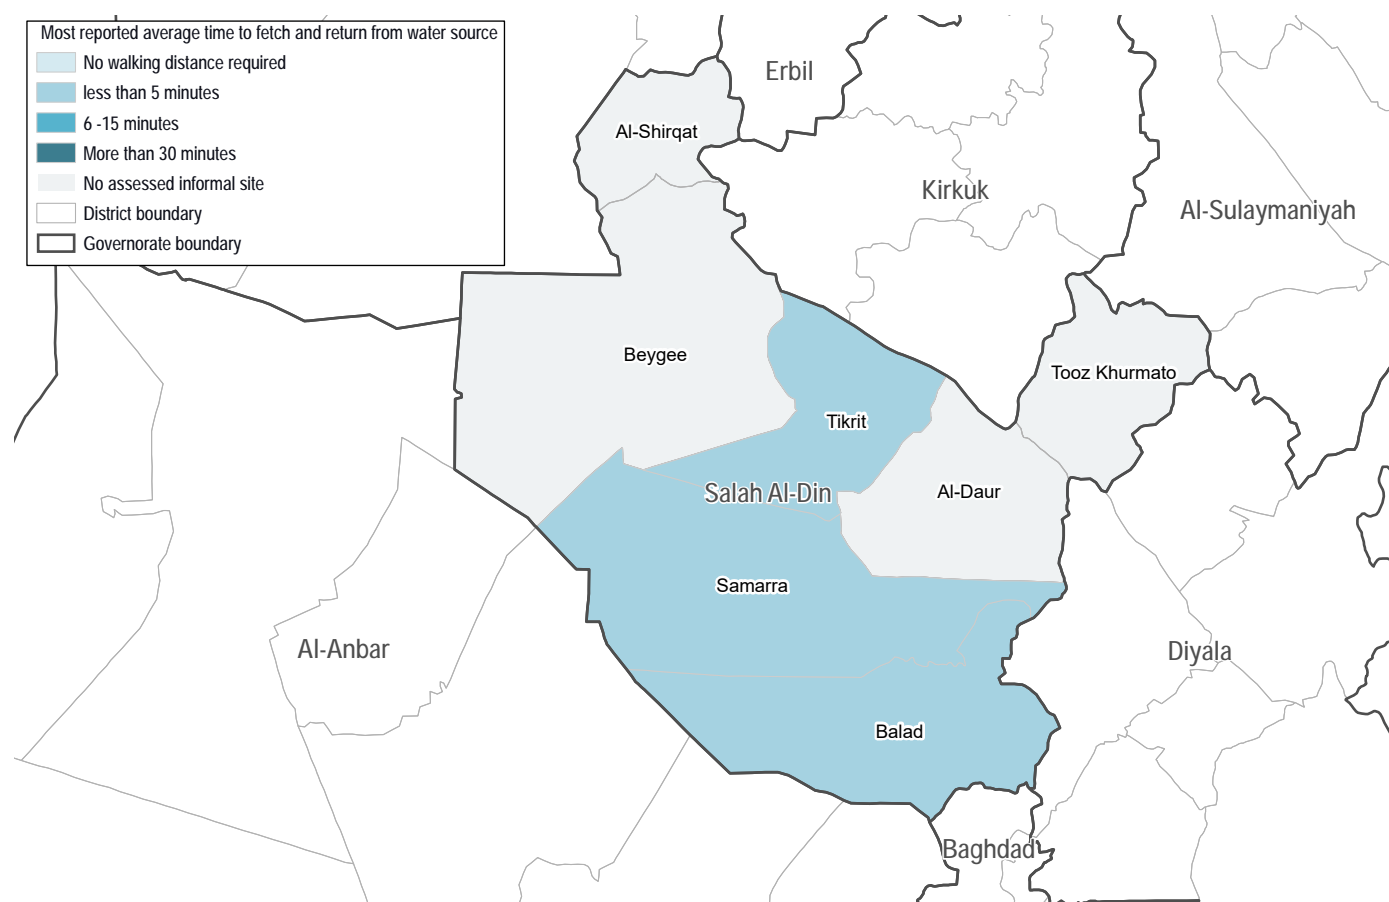 Most reported average time to fetch and return from water source
No walking distance required
less than 5 minutes
6 -15 minutes
More than 30 minutes
No assessed informal site
District boundary
Governorate boundary
Erbil
Al-Shirqat
Kirkuk
Al-Sulaymaniyah
Beygee
Tooz Khurmato
Tikrit
Salah Al-Din
Al-Daur
Samarra
Al-Anbar
Diyala
Balad
Baghdad